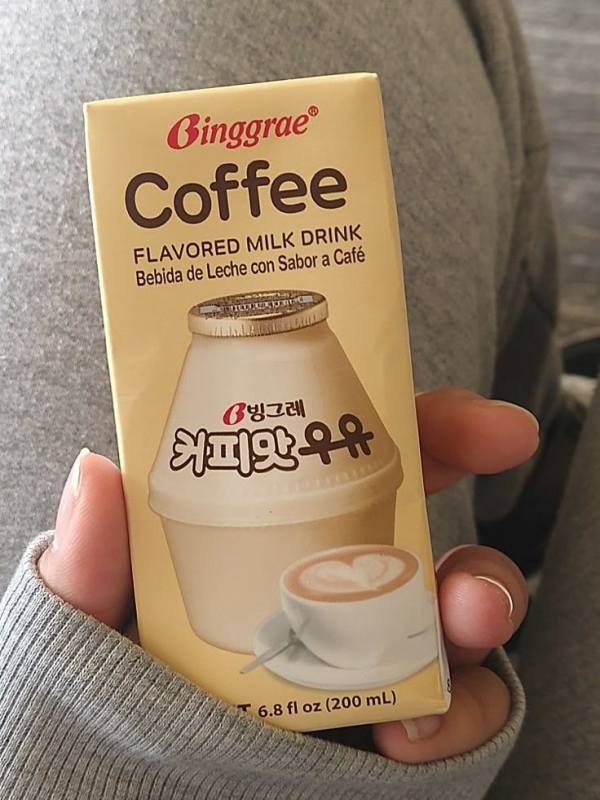 Binggrae®
Coffee
FLAVORED MILK DRINK
Bebida de Leche con Sabor a Café
빙그레
커피맛우유
6.8 fl oz (200 mL)